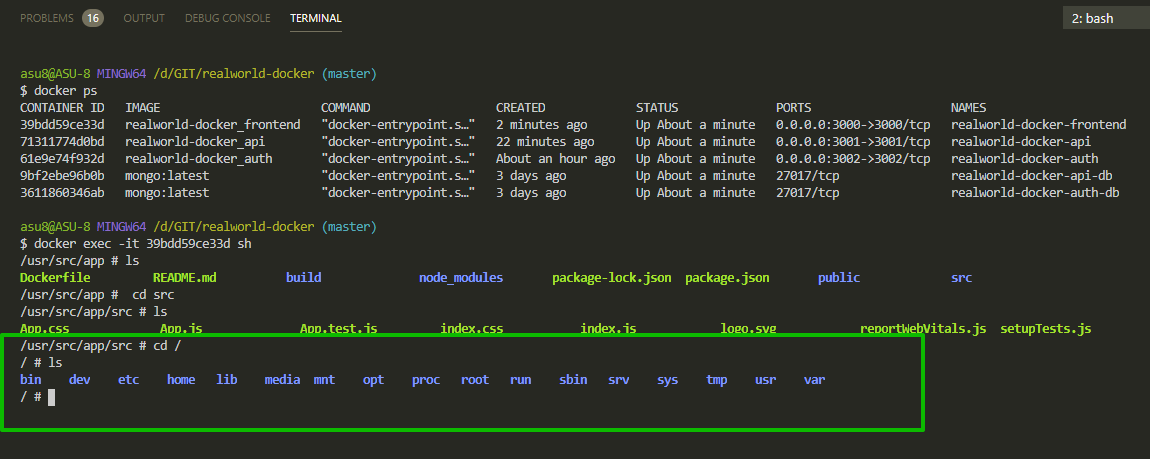 PROBLEMS 16 OUTPUT DEBUG CONSOLE TERMINAL 2: bash
asu8@ASU-8 MINGW64 /d/GIT/realworld-docker (master)
$ docker ps
CONTAINER ID IMAGE COMMAND CREATED STATUS PORTS NAMES
39bdd59ce33d realworld-docker_frontend "docker-entrypoint.s…" 2 minutes ago Up About a minute 0.0.0.0:3000->3000/tcp realworld-docker-frontend
71311774d0bd realworld-docker_api "docker-entrypoint.s…" 22 minutes ago Up About a minute 0.0.0.0:3001->3001/tcp realworld-docker-api
61e9e74f932d realworld-docker_auth "docker-entrypoint.s…" About an hour ago Up About a minute 0.0.0.0:3002->3002/tcp realworld-docker-auth
9bf2ebe96b0b mongo:latest "docker-entrypoint.s…" 3 days ago Up About a minute 27017/tcp realworld-docker-api-db
3611860346ab mongo:latest "docker-entrypoint.s…" 3 days ago Up About a minute 27017/tcp realworld-docker-auth-db
asu8@ASU-8 MINGW64 /d/GIT/realworld-docker (master)
$ docker exec -it 39bdd59ce33d sh
/usr/src/app # ls
Dockerfile README.md build node_modules package-lock.json package.json public src
/usr/src/app #  cd src
/usr/src/app/src # ls
App.css App.js App.test.js index.css index.js logo.svg reportWebVitals.js setupTests.js
/usr/src/app/src # cd /
/ # ls
bin dev etc home lib media mnt opt proc root run sbin srv sys tmp usr var
/ #